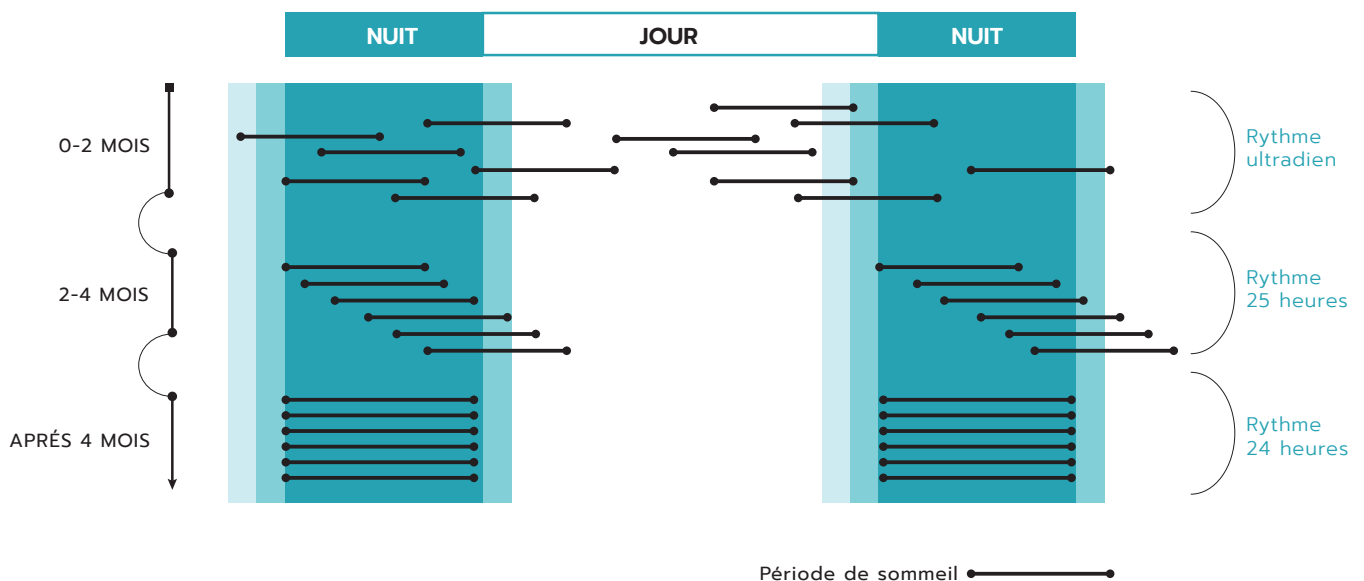 NUIT JOUR NUIT
0-2 MOIS
Rythme
ultradien
2-4 MOIS
Rythme
25 heures
APRÉS 4 MOIS
Rythme
24 heures
Période de sommeil